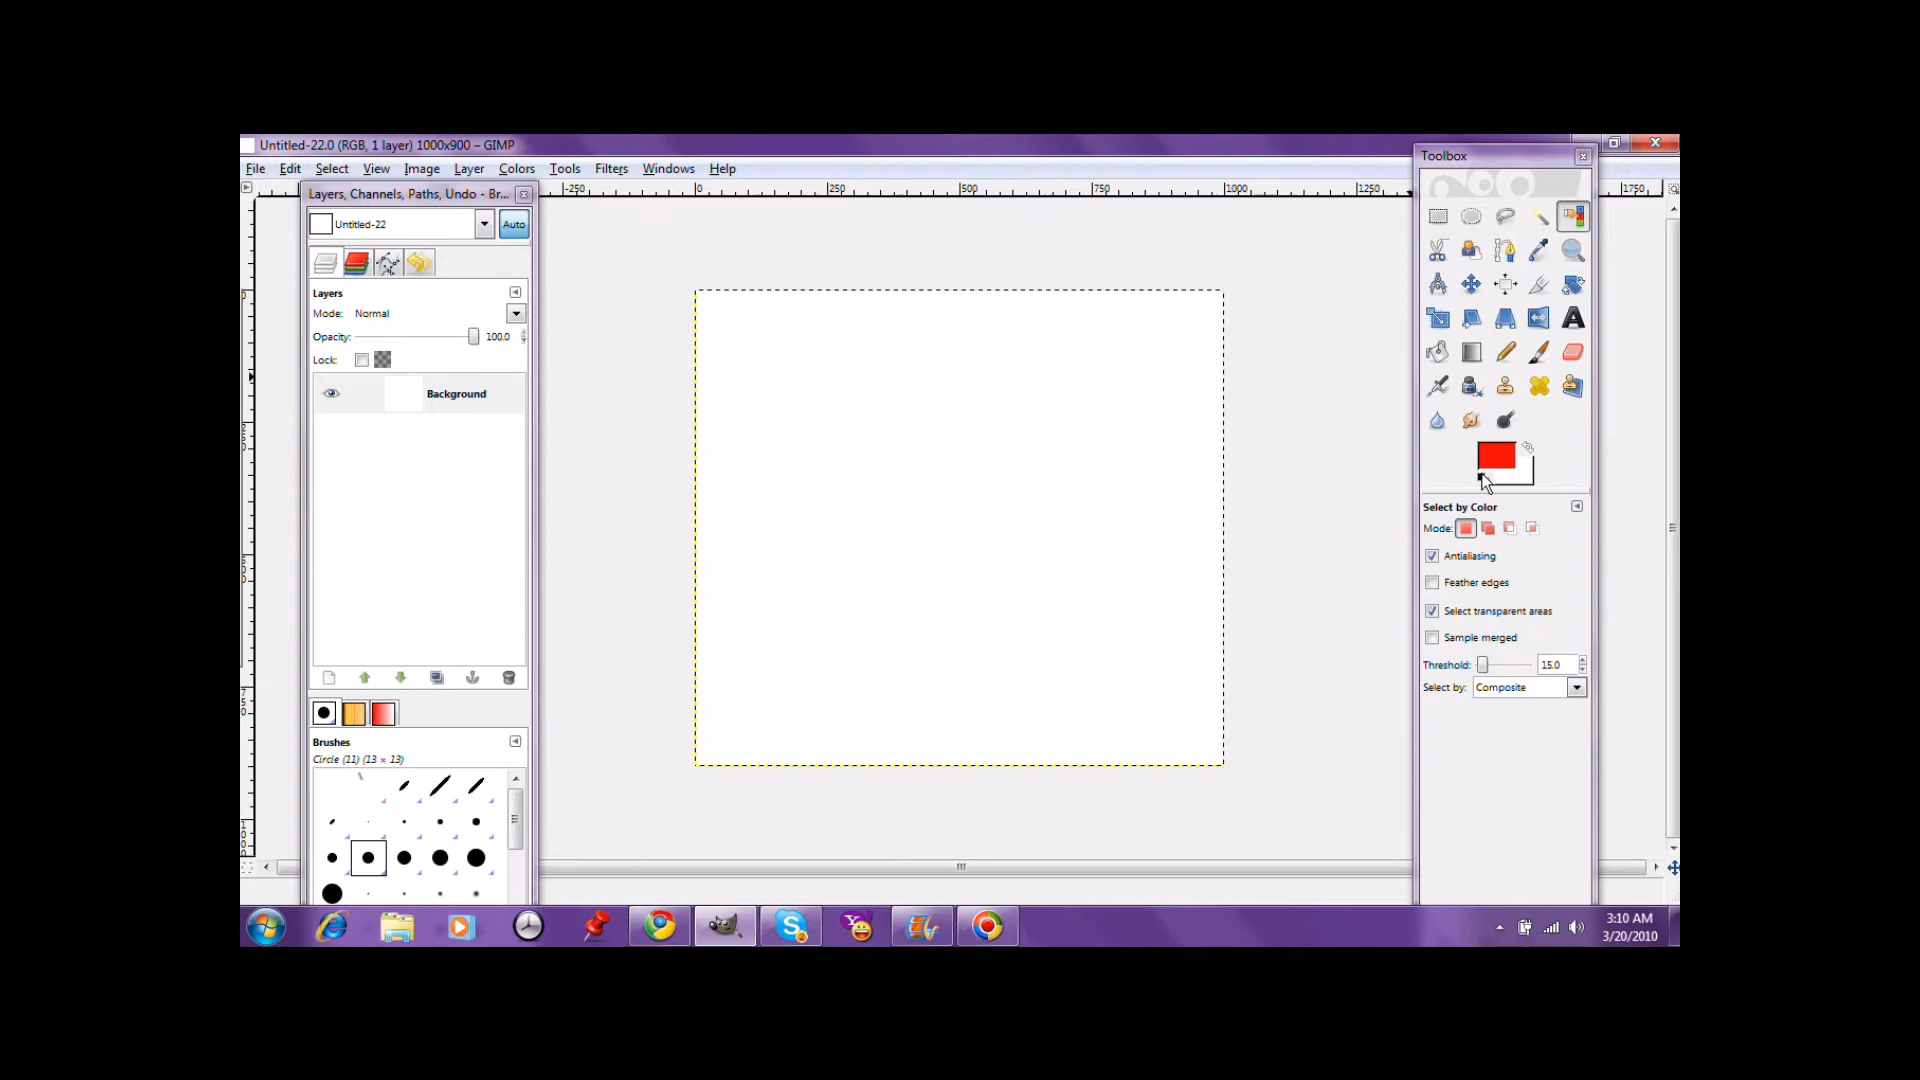 Untitled-22.0 (RGB, 1 layer) 1000x900 – GIMP
File Edit Select View Image Layer Colors Tools Filters Windows Help
-250 0 250 500 750 1000 1250 1750
Layers, Channels, Paths, Undo - Br...
Untitled-22
Auto
Layers
Mode: Normal
Opacity: 100.0
Lock:
Background
Brushes
Circle (11) (13 × 13)
Toolbox
Select by Color
Mode:
Antialiasing
Feather edges
Select transparent areas
Sample merged
Threshold: 15.0
Select by: Composite
3:10 AM
3/20/2010